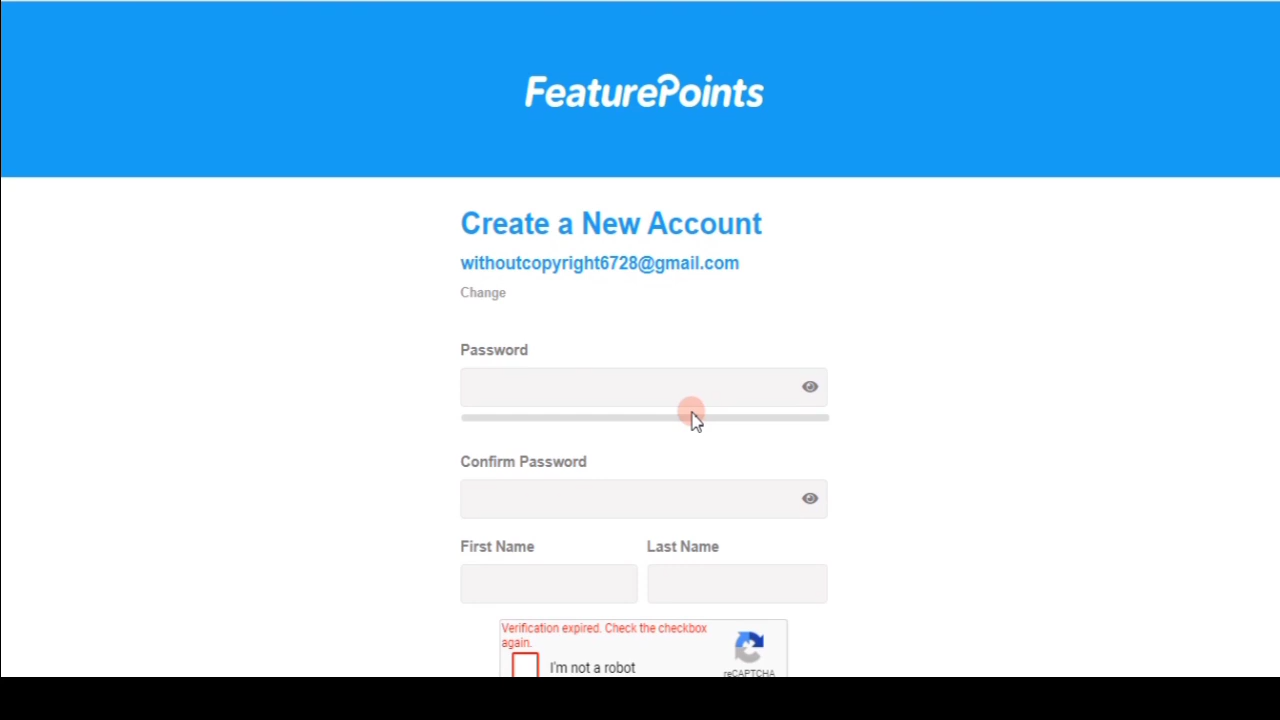 FeaturePoints
Create a New Account
withoutcopyright6728@gmail.com
Change
Password
Confirm Password
First Name Last Name
Verification expired. Check the checkbox
again.
I'm not a robot
reCAPTCHA